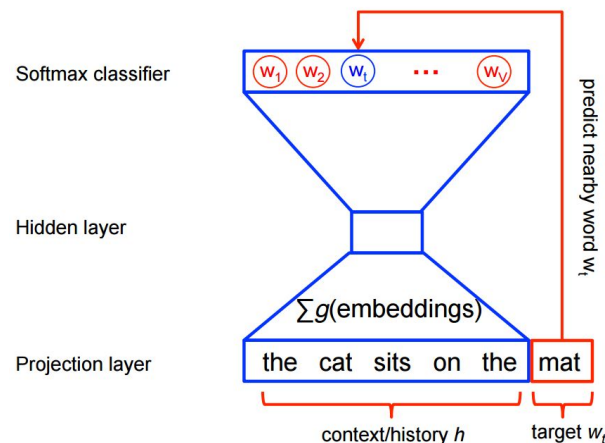 Softmax classifier
w1 w2 wt ... wV
predict nearby word wt
Hidden layer
∑g(embeddings)
Projection layer
the cat sits on the mat
context/history h
target wt